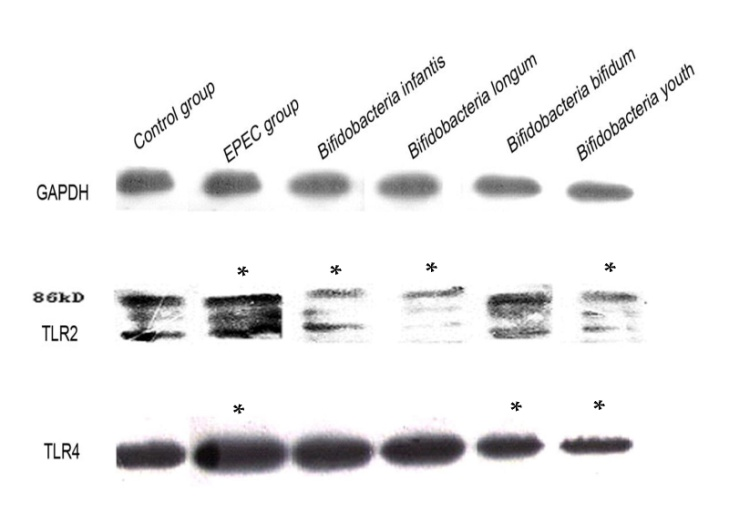 Control group
EPEC group
Bifidobacteria infantis
Bifidobacteria longum
Bifidobacteria bifidum
Bifidobacteria youth
GAPDH
* * * *
86kD
TLR2
* * *
TLR4